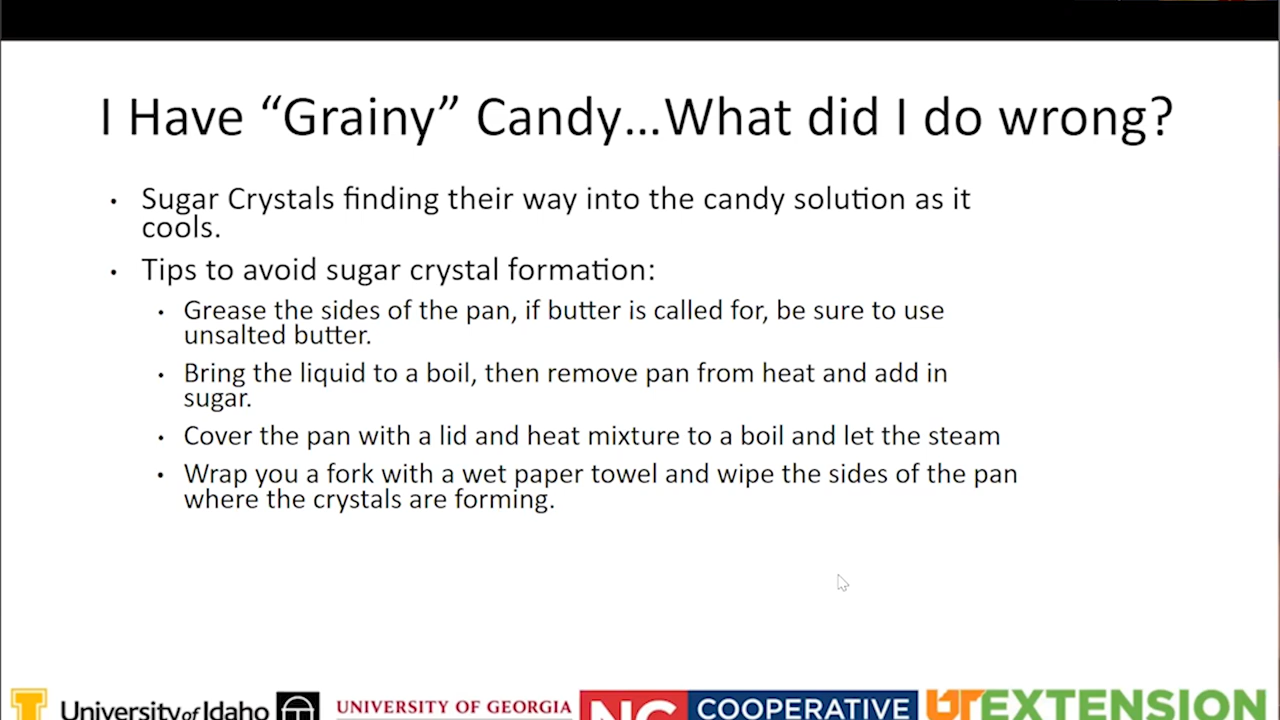 I Have “Grainy” Candy...What did I do wrong?
• Sugar Crystals finding their way into the candy solution as it
cools.
• Tips to avoid sugar crystal formation:
• Grease the sides of the pan, if butter is called for, be sure to use
unsalted butter.
• Bring the liquid to a boil, then remove pan from heat and add in
sugar.
• Cover the pan with a lid and heat mixture to a boil and let the steam
• Wrap you a fork with a wet paper towel and wipe the sides of the pan
where the crystals are forming.
I University of Idaho UNIVERSITY OF GEORGIA NC COOPERATIVE UT EXTENSION